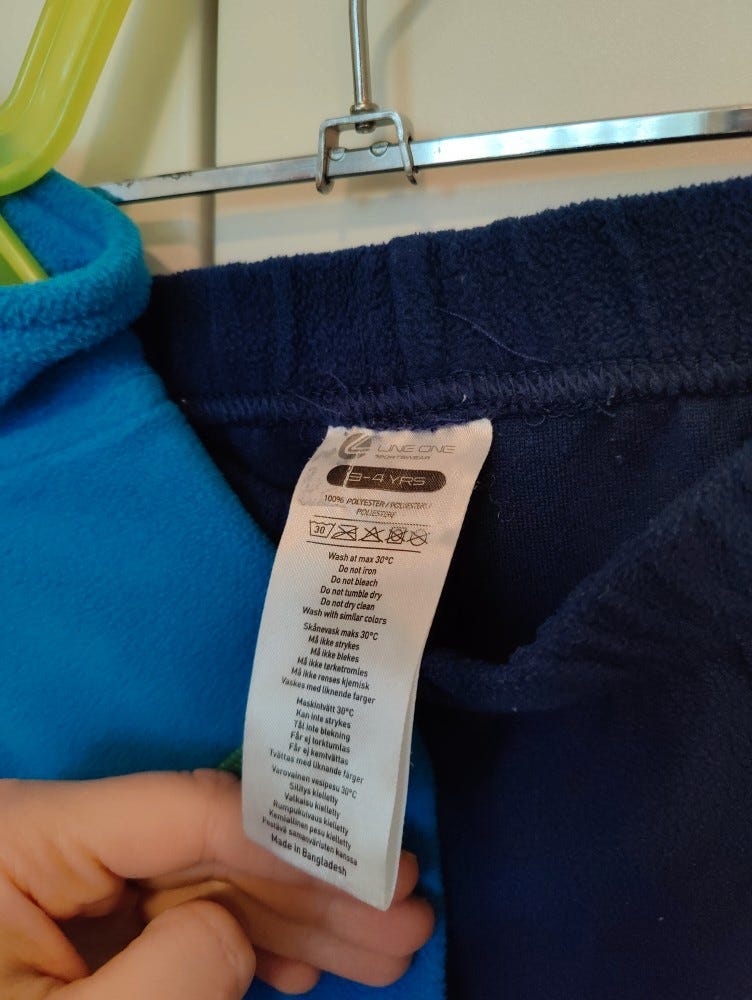 LINE ONE
SPORTSWEAR
3-4 YRS
100% POLYESTER / POLYESTERI /
POLYESTERE
30
Wash at max 30°C
Do not iron
Do not bleach
Do not tumble dry
Do not dry clean
Wash with similar colors
Skånevask maks 30°C
Må ikke strykes
Må ikke blekes
Må ikke tørketromles
Må ikke renses kjemisk
Vaskes med liknende farger
Maskintvätt 30°C
Kan inte strykas
Tål inte blekning
Får ej torktumlas
Får ej kemtvättas
Tvättas med liknande färger
Varovainen vesipesu 30°C
Silitys kielletty
Valkaisu kielletty
Rumpukuivaus kielletty
Kemiallinen pesu kielletty
Pestävä samanväristen kanssa
Made in Bangladesh